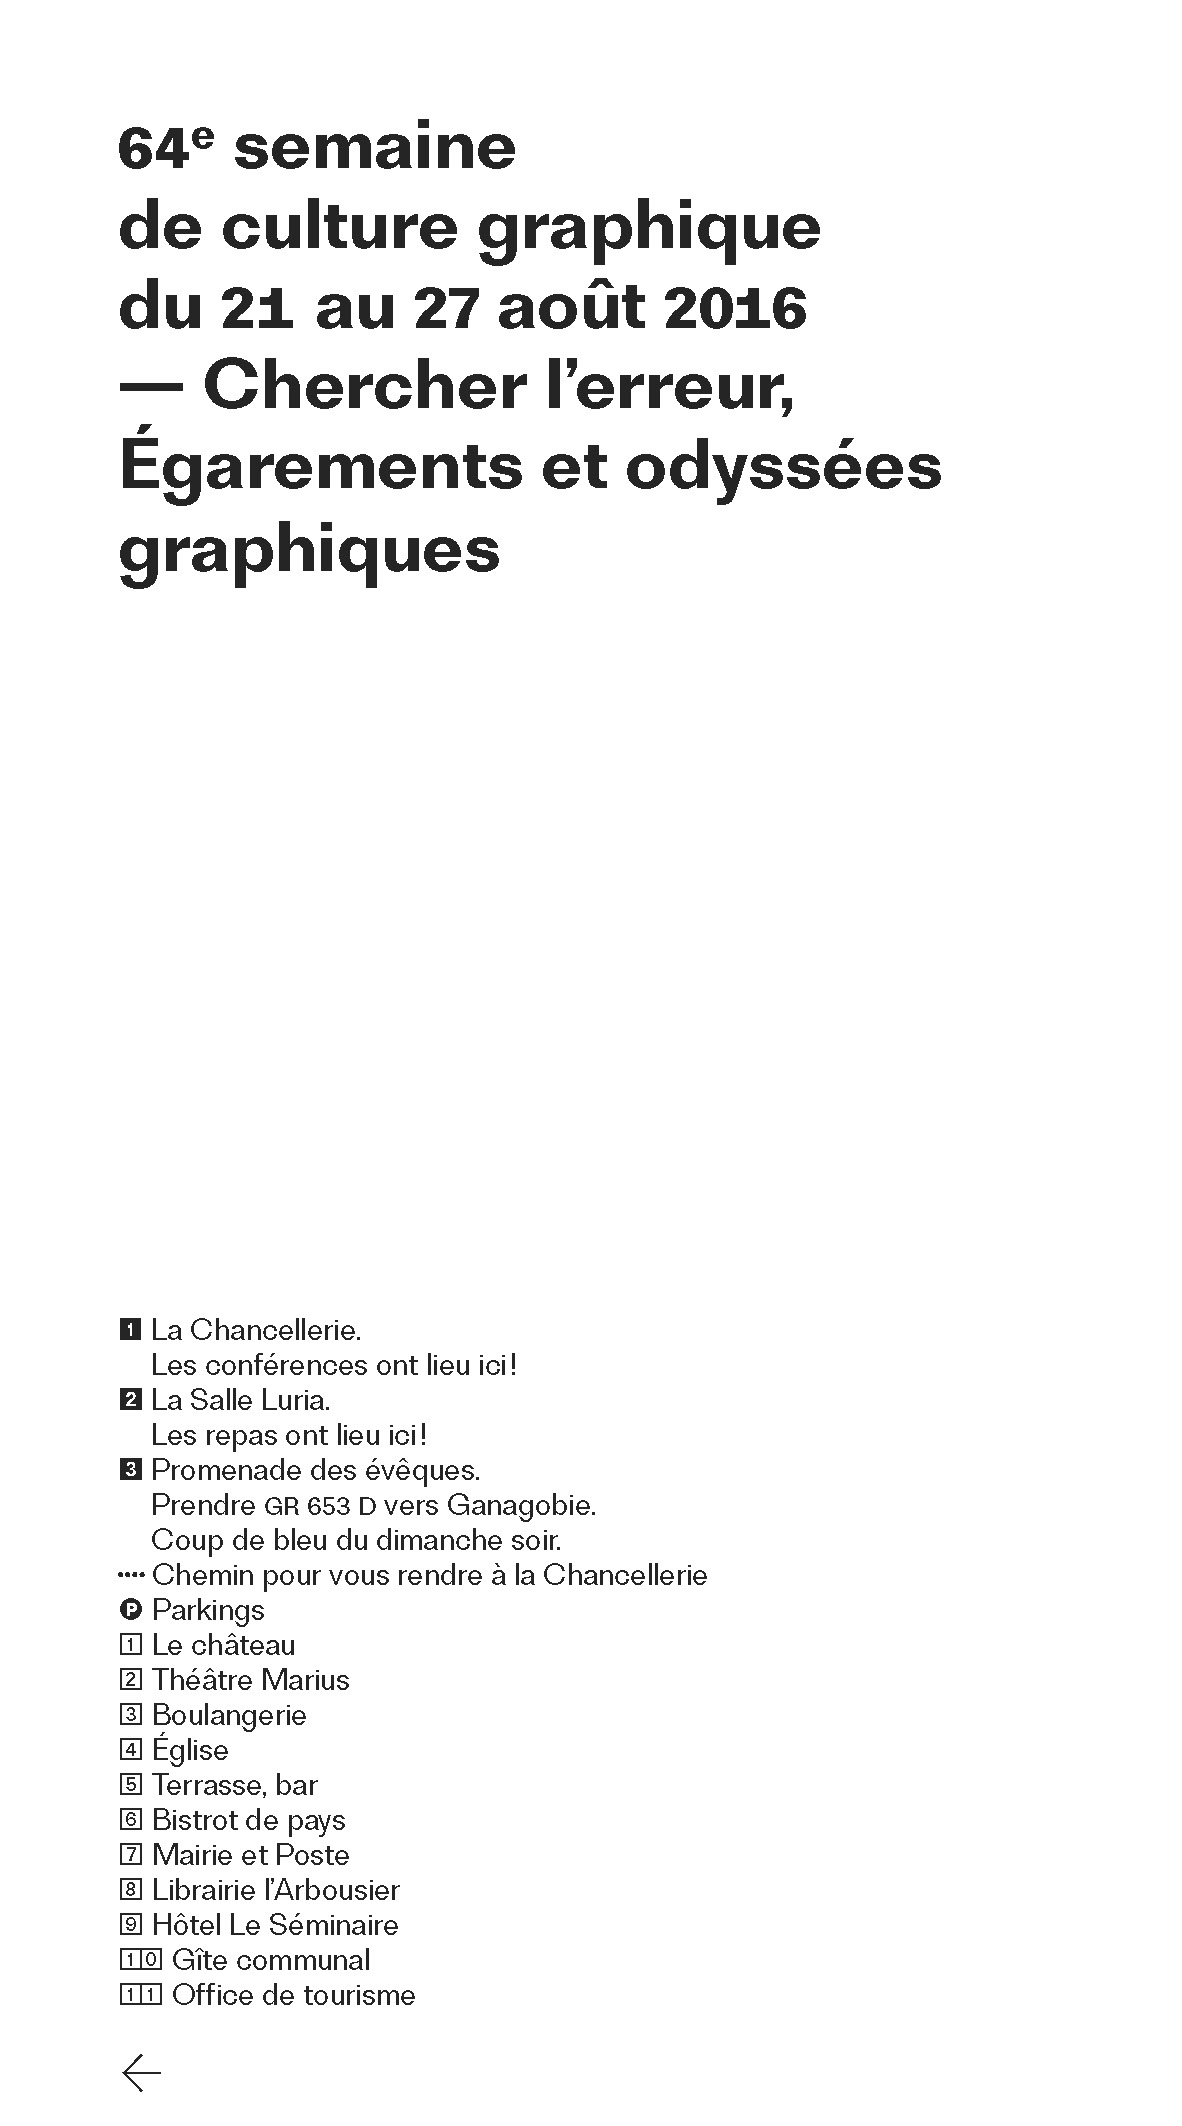 64e semaine
de culture graphique
du 21 au 27 août 2016
— Chercher l’erreur,
Égarements et odyssées
graphiques
1 La Chancellerie.
Les conférences ont lieu ici !
2 La Salle Luria.
Les repas ont lieu ici !
3 Promenade des évêques.
Prendre GR 653 D vers Ganagobie.
Coup de bleu du dimanche soir.
•••• Chemin pour vous rendre à la Chancellerie
P Parkings
1 Le château
2 Théâtre Marius
3 Boulangerie
4 Église
5 Terrasse, bar
6 Bistrot de pays
7 Mairie et Poste
8 Librairie l’Arbousier
9 Hôtel Le Séminaire
10 Gîte communal
11 Office de tourisme
←